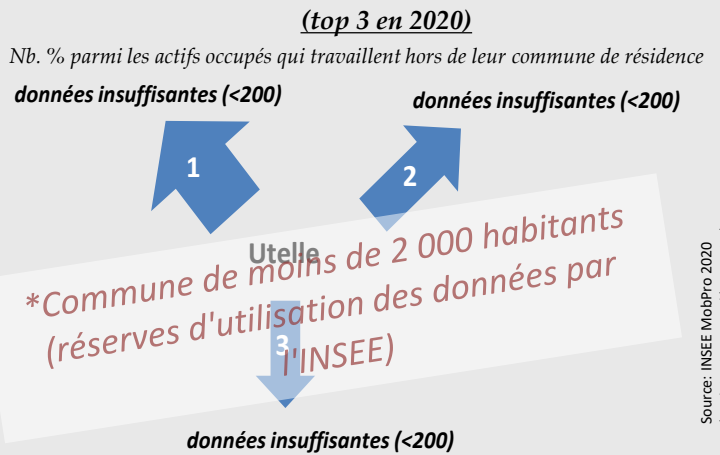 (top 3 en 2020)
Nb. % parmi les actifs occupés qui travaillent hors de leur commune de résidence
données insuffisantes (<200)
données insuffisantes (<200)
1
2
Utelle
*Commune de moins de 2 000 habitants
(réserves d'utilisation des données par
l'INSEE)
3
données insuffisantes (<200)
Source: INSEE MobPro 2020